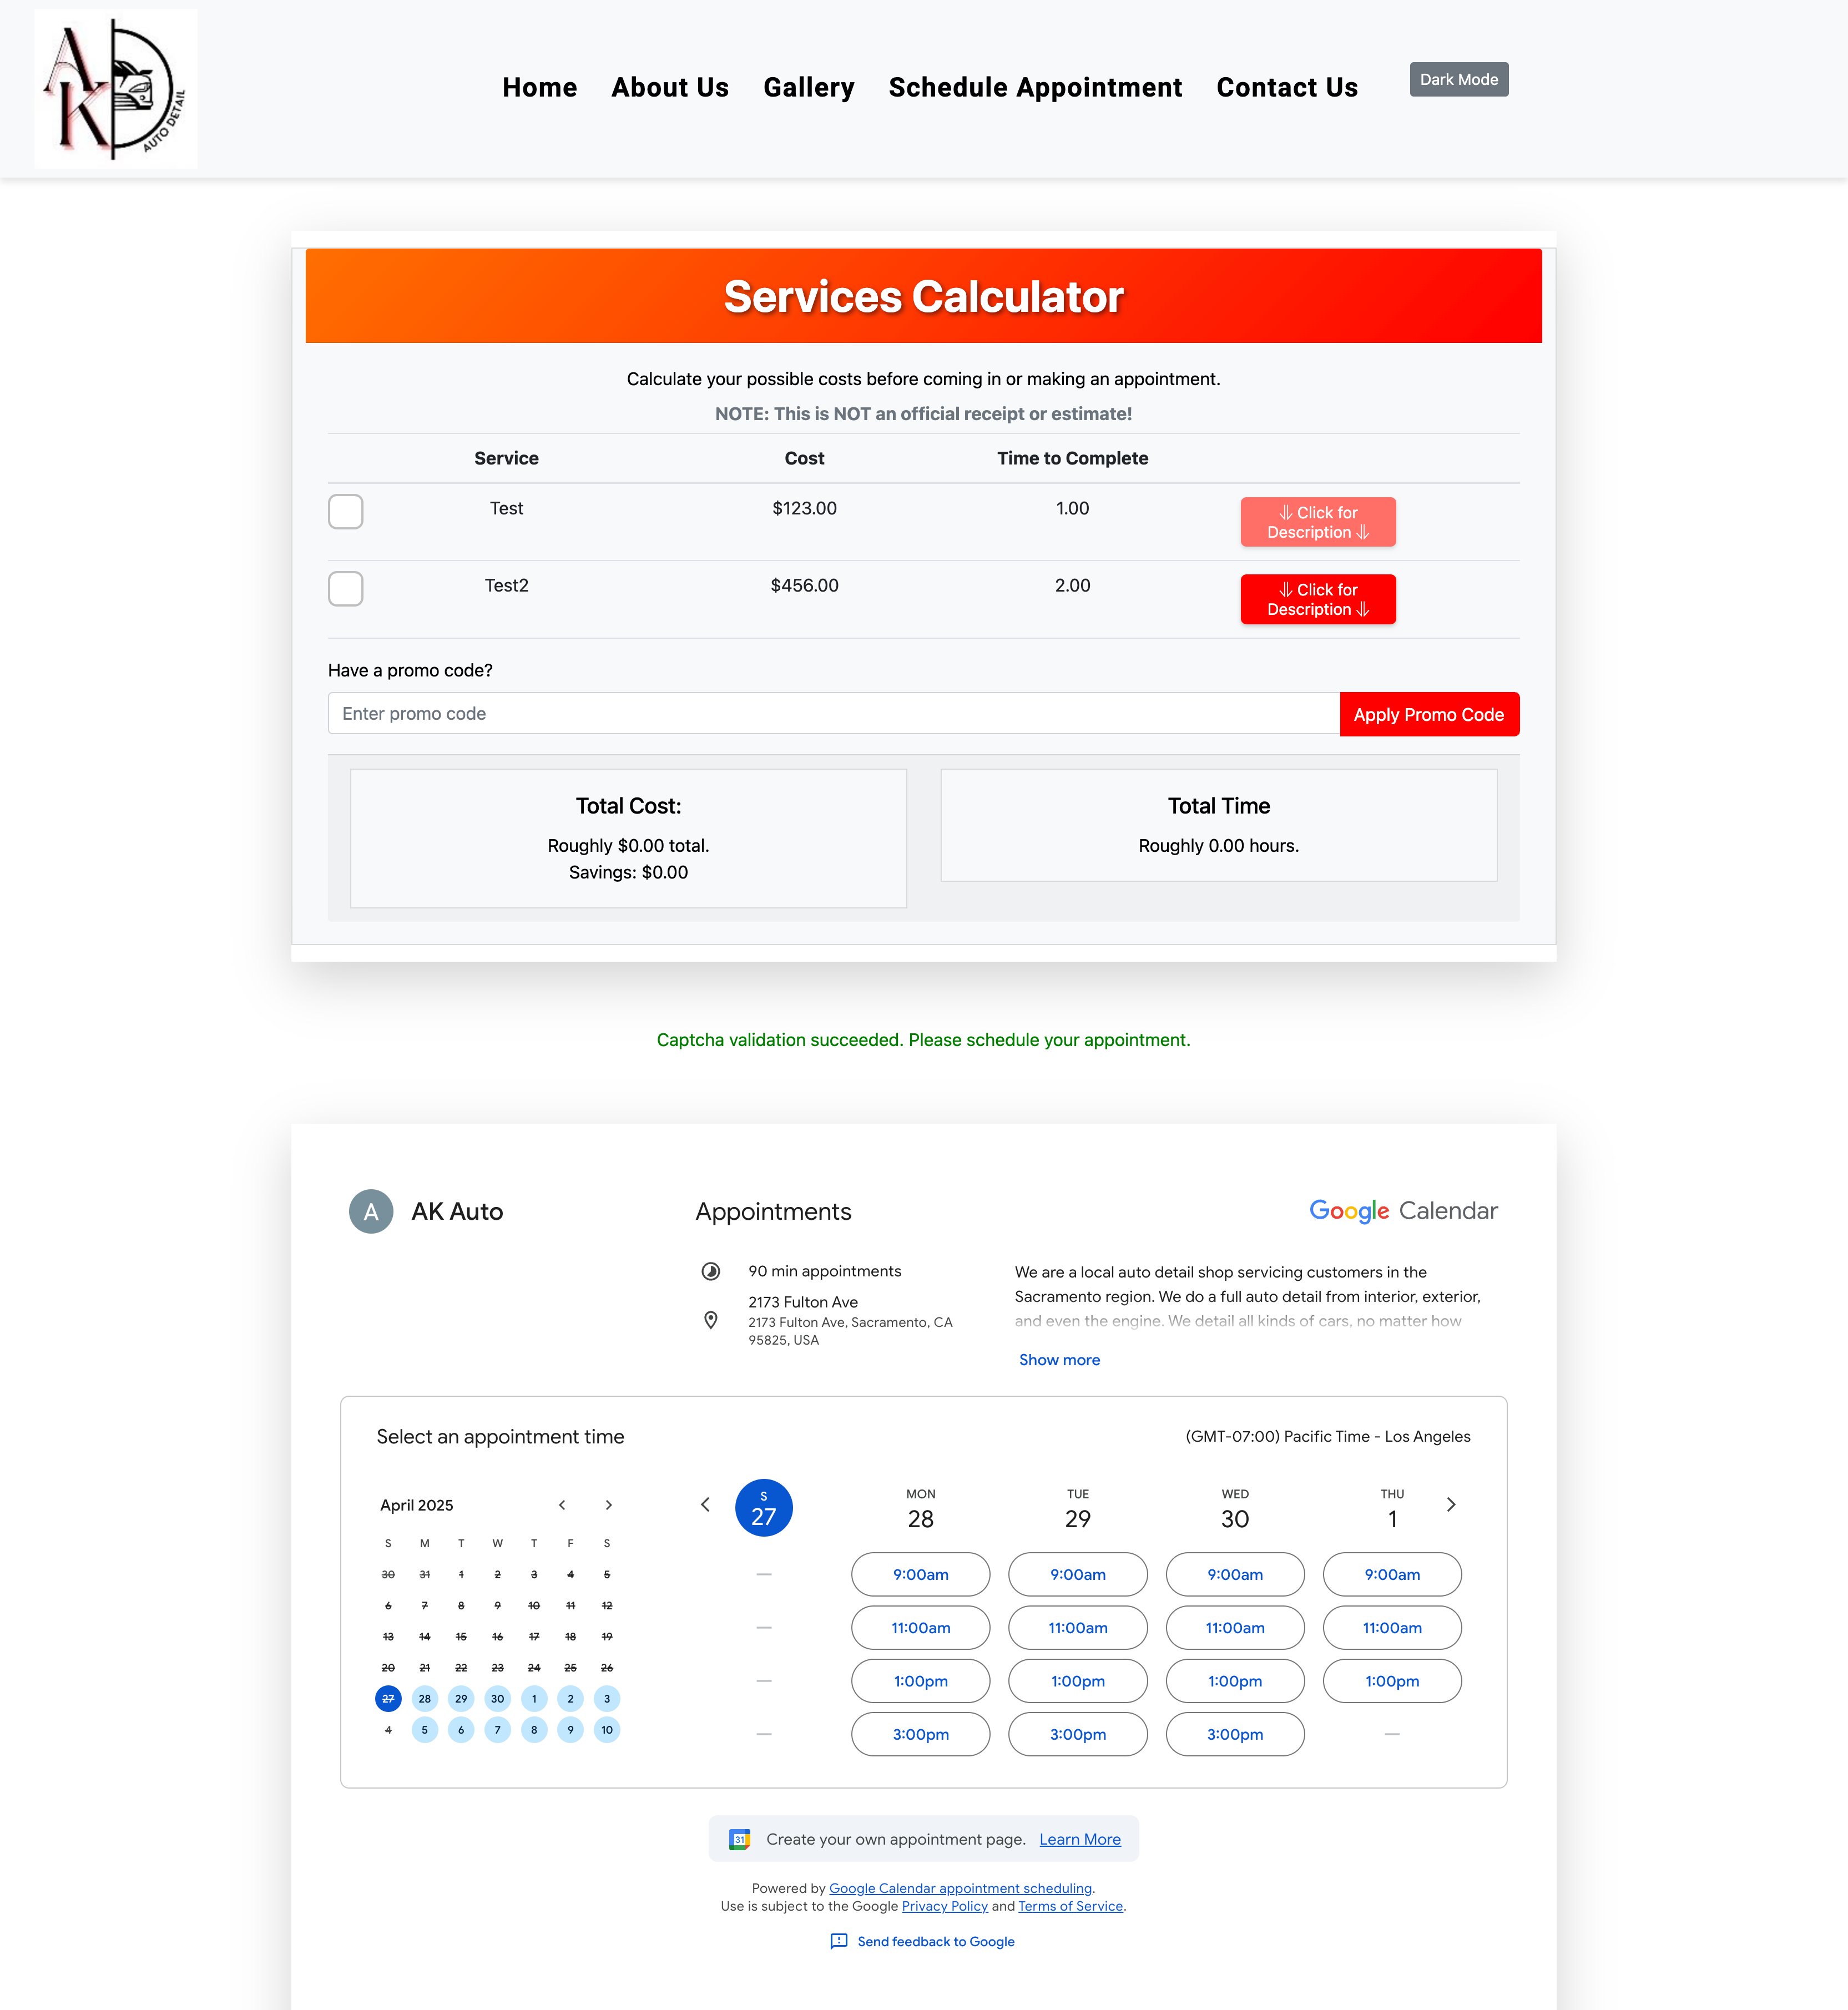 AK
AUTO DETAIL
Home About Us Gallery Schedule Appointment Contact Us Dark Mode
Services Calculator
Calculate your possible costs before coming in or making an appointment.
NOTE: This is NOT an official receipt or estimate!
Service Cost Time to Complete
Test $123.00 1.00 ⥥ Click for
Description ⥥
Test2 $456.00 2.00 ⥥ Click for
Description ⥥
Have a promo code?
Enter promo code Apply Promo Code
Total Cost:
Roughly $0.00 total.
Savings: $0.00
Total Time
Roughly 0.00 hours.
Captcha validation succeeded. Please schedule your appointment.
A AK Auto
Appointments
Google Calendar
90 min appointments
2173 Fulton Ave
2173 Fulton Ave, Sacramento, CA
95825, USA
We are a local auto detail shop servicing customers in the
Sacramento region. We do a full auto detail from interior, exterior,
and even the engine. We detail all kinds of cars, no matter how
Show more
Select an appointment time
(GMT-07:00) Pacific Time - Los Angeles
April 2025
S M T W T F S
30 31 1 2 3 4 5
6 7 8 9 10 11 12
13 14 15 16 17 18 19
20 21 22 23 24 25 26
27 28 29 30 1 2 3
4 5 6 7 8 9 10
S MON TUE WED THU
27 28 29 30 1
— 9:00am 9:00am 9:00am 9:00am
— 11:00am 11:00am 11:00am 11:00am
— 1:00pm 1:00pm 1:00pm 1:00pm
— 3:00pm 3:00pm 3:00pm —
31 Create your own appointment page. Learn More
Powered by Google Calendar appointment scheduling.
Use is subject to the Google Privacy Policy and Terms of Service.
Send feedback to Google